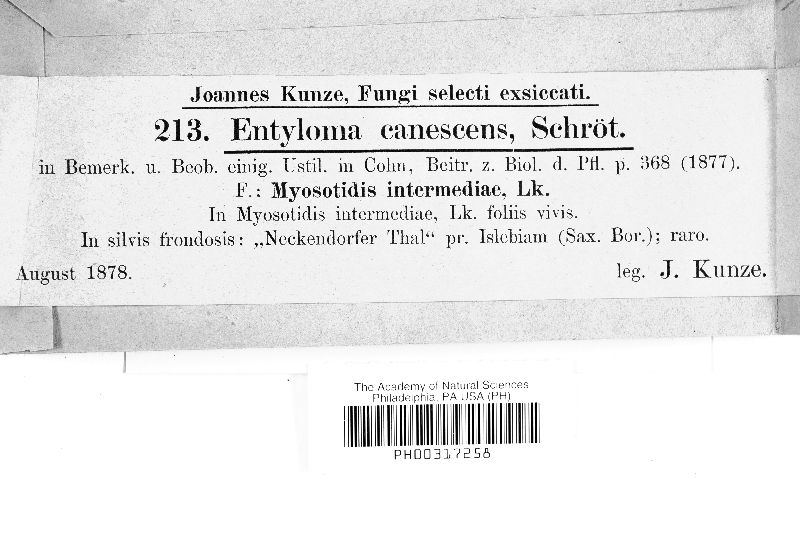 Joannes Kunze, Fungi selecti exsiccati.
213. Entyloma canescens, Schröt.
in Bemerk. u. Beob. einig. Ustil. in Cohn, Beitr. z. Biol. d. Pfl. p. 368 (1877).
F.: Myosotidis intermediae, Lk.
In Myosotidis intermediae, Lk. foliis vivis.
In silvis frondosis: „Neckendorfer Thal“ pr. Islebiam (Sax. Bor.); raro.
August 1878. leg. J. Kunze.
The Academy of Natural Sciences
Philadelphia, PA USA (PH)
PH00317258